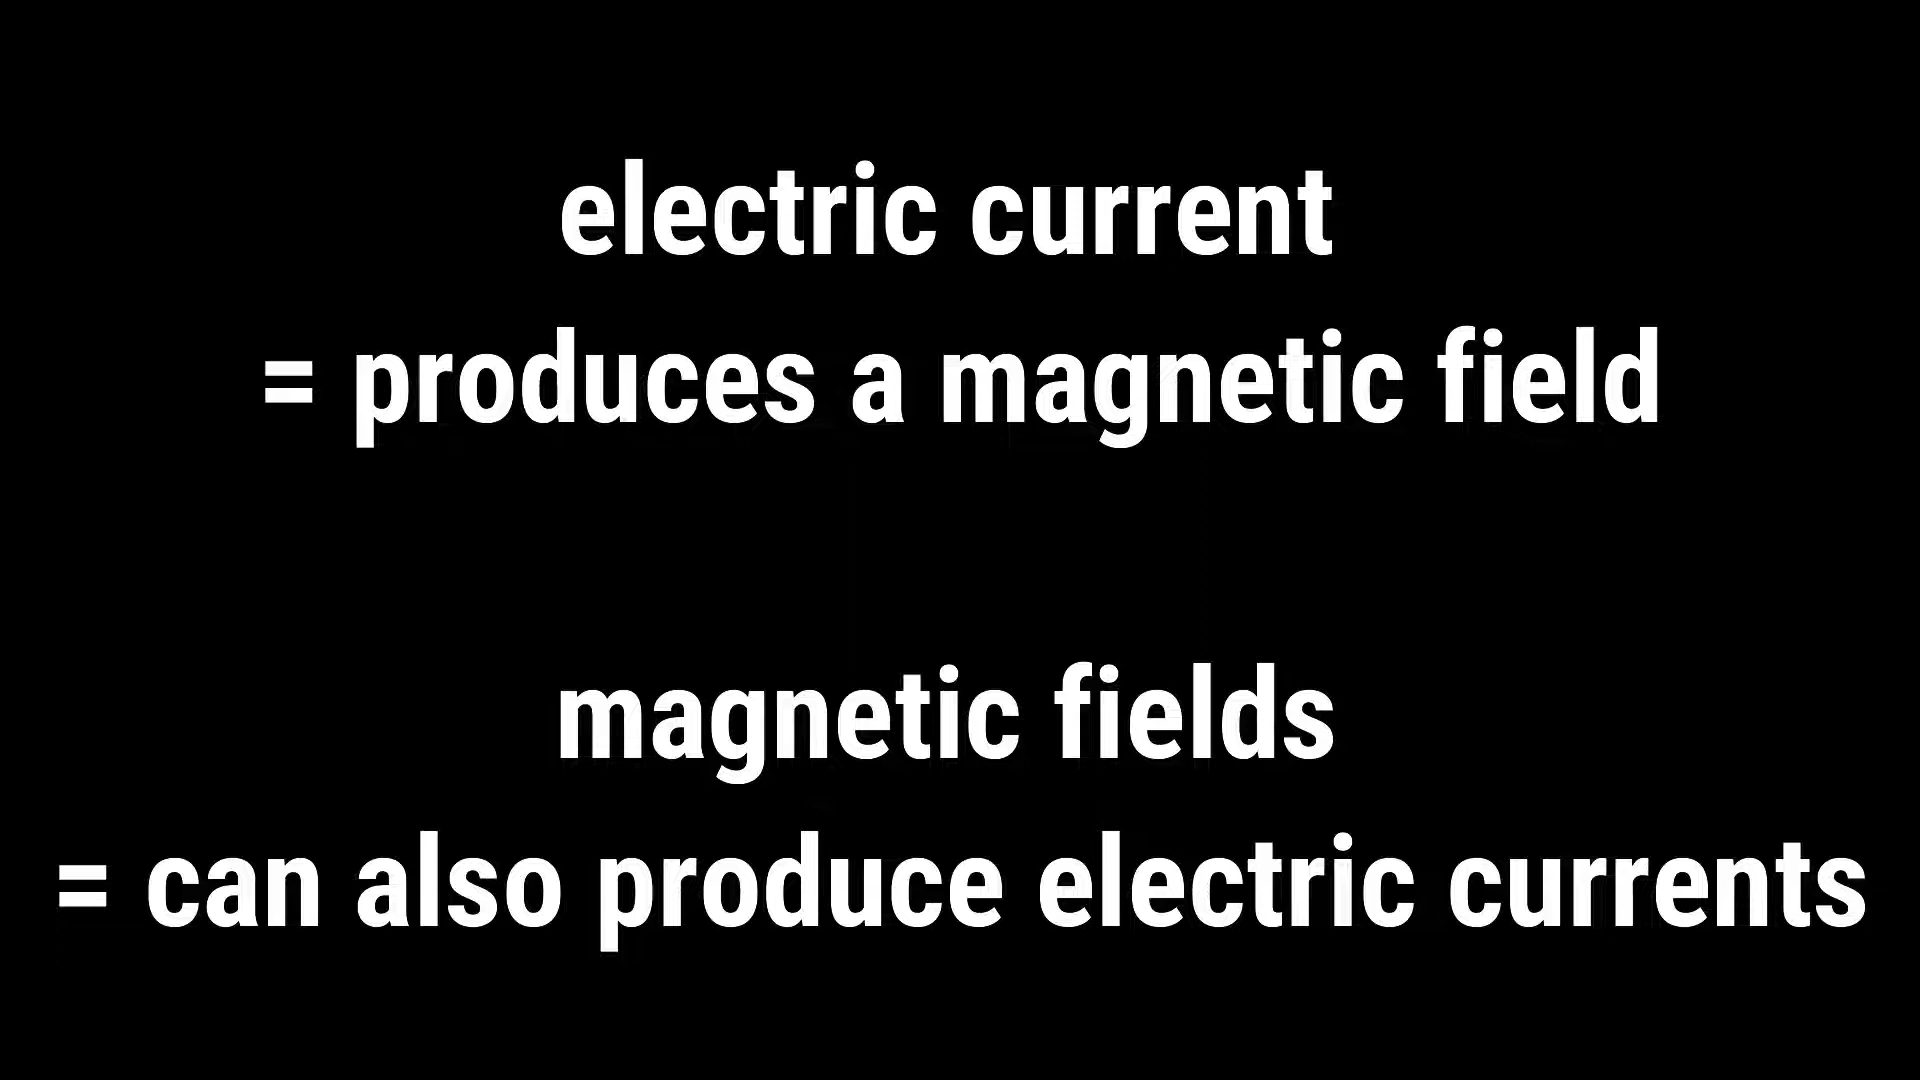 electric current
= produces a magnetic field
magnetic fields
= can also produce electric currents